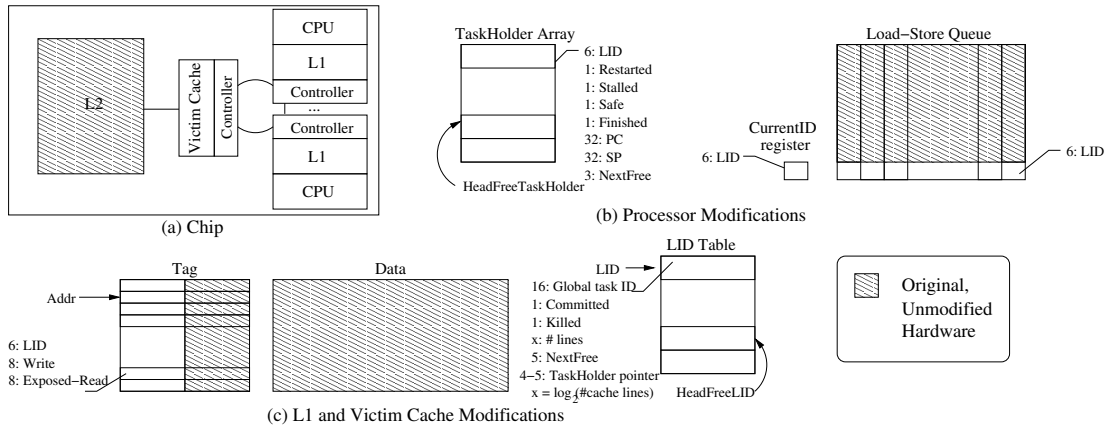 L2
Victim Cache
Controller
CPU
L1
Controller
...
Controller
L1
CPU
(a) Chip
TaskHolder Array
6: LID
1: Restarted
1: Stalled
1: Safe
1: Finished
32: PC
32: SP
3: NextFree
HeadFreeTaskHolder
CurrentID
register
6: LID
Load−Store Queue
6: LID
(b) Processor Modifications
Tag
Addr
6: LID
8: Write
8: Exposed−Read
Data
LID Table
LID
16: Global task ID
1: Committed
1: Killed
x: # lines
5: NextFree
4−5: TaskHolder pointer
x = log2(#cache lines)
HeadFreeLID
(c) L1 and Victim Cache Modifications
Original,
Unmodified
Hardware